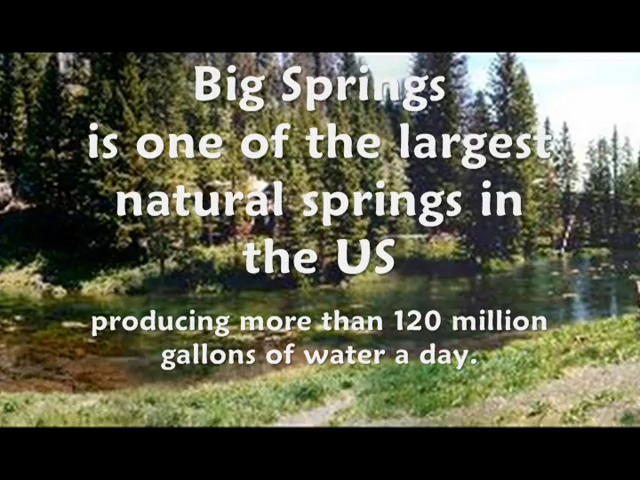 Big Springs
is one of the largest
natural springs in
the US
producing more than 120 million
gallons of water a day.